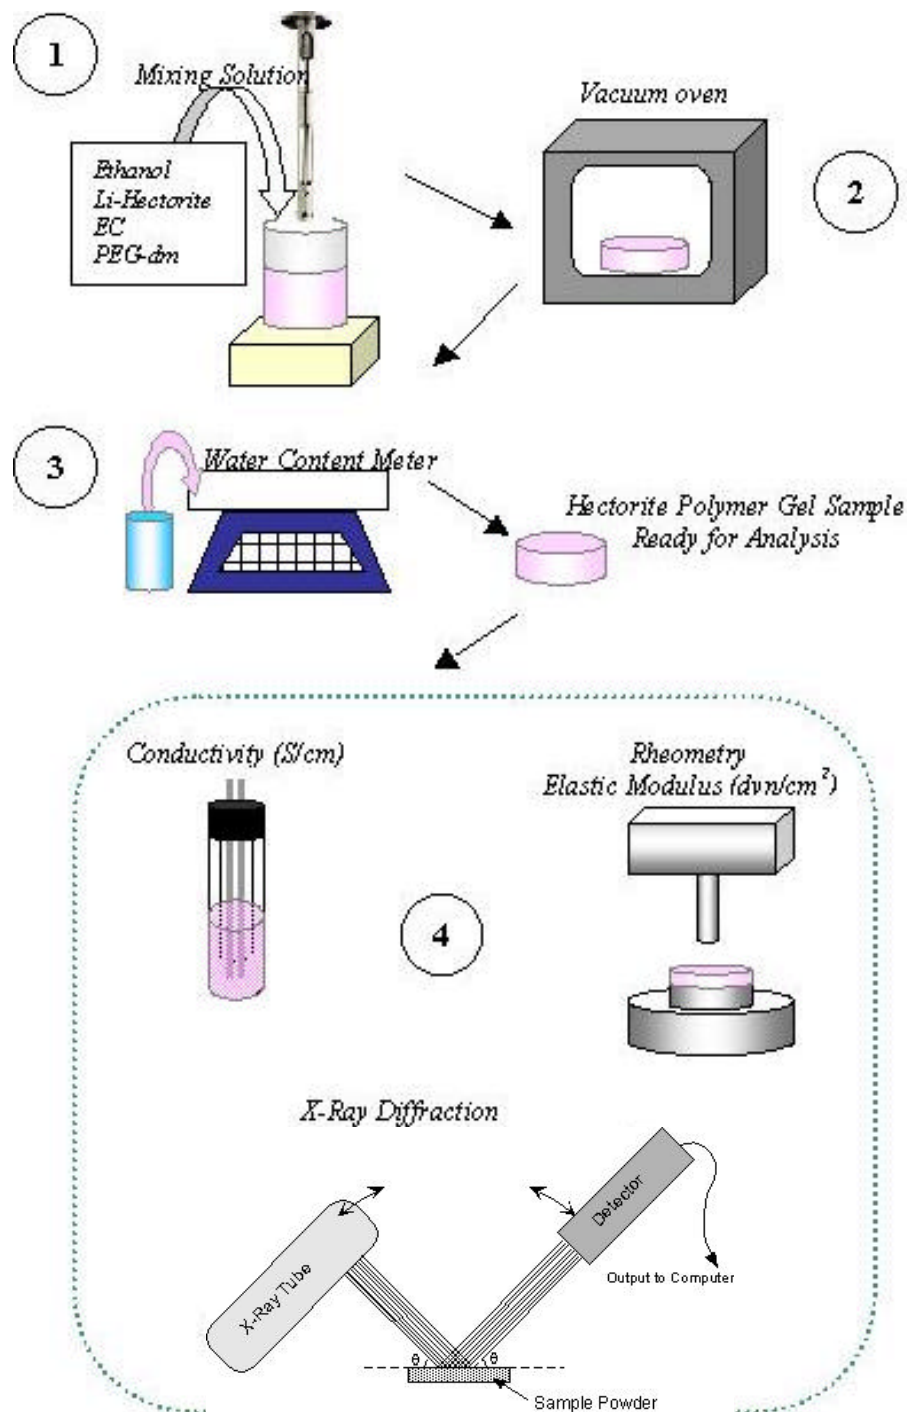 1
Mixing Solution
Ethanol
Li-Hectorite
EC
PEG-dm
Vacuum oven
2
3
Water Content Meter
Hectorite Polymer Gel Sample
Ready for Analysis
Conductivity (S/cm)
Rheometry
Elastic Modulus (dyn/cm²)
4
X-Ray Diffraction
X-Ray Tube
Detector
Output to Computer
θ
θ
Sample Powder